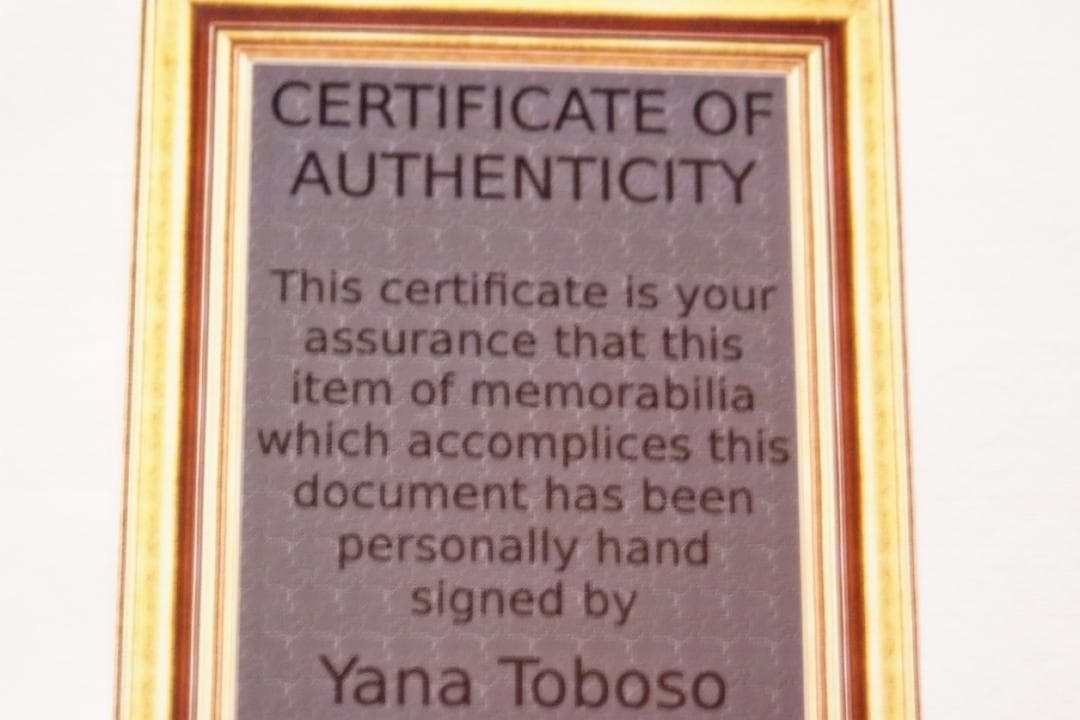 CERTIFICATE OF
AUTHENTICITY
This certificate is your
assurance that this
item of memorabilia
which accomplices this
document has been
personally hand
signed by
Yana Toboso